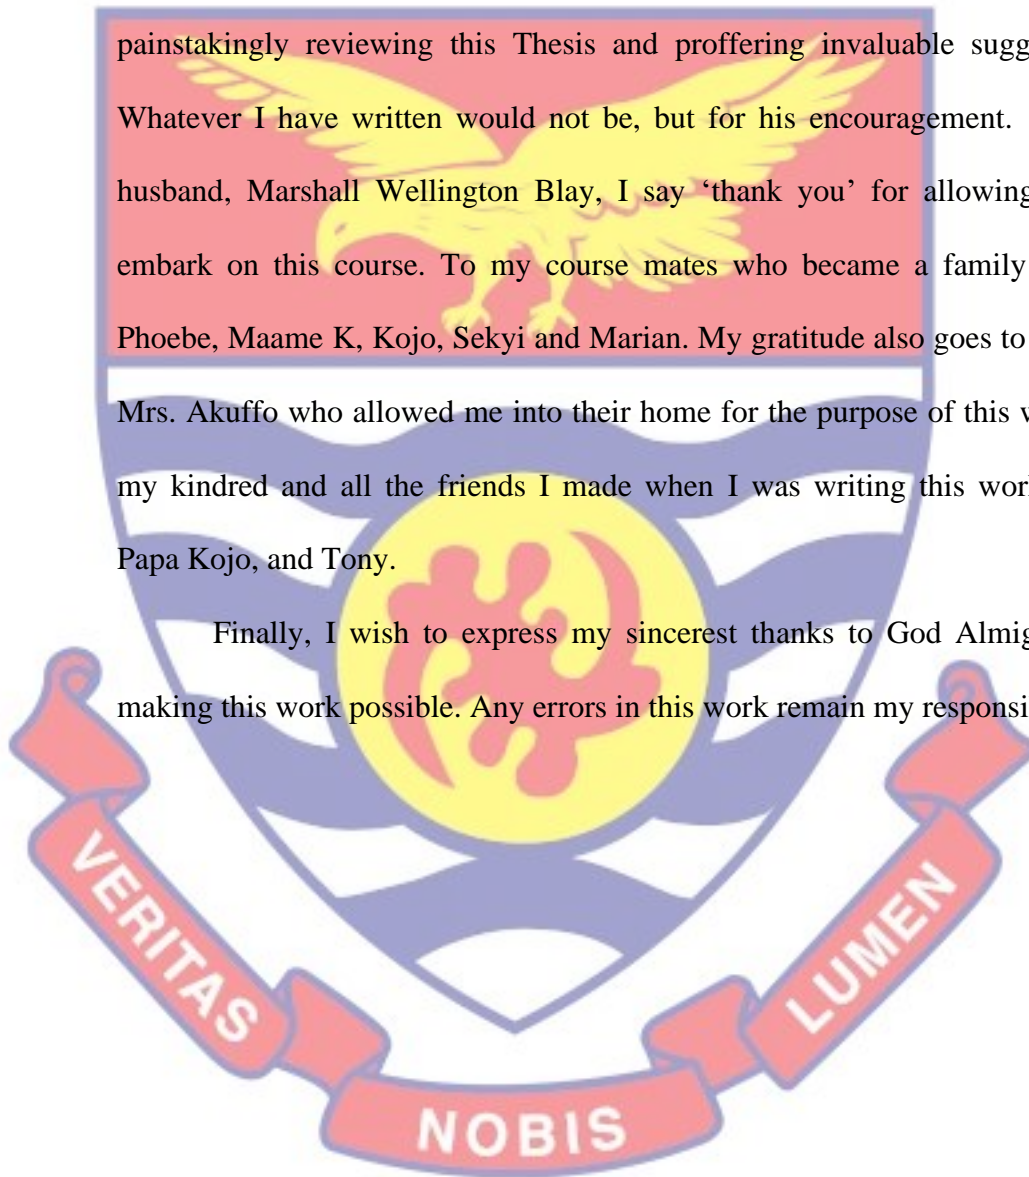 painstakingly reviewing this Thesis and proffering invaluable sugg
Whatever I have written would not be, but for his encouragement.
husband, Marshall Wellington Blay, I say ‘thank you’ for allowing
embark on this course. To my course mates who became a family
Phoebe, Maame K, Kojo, Sekyi and Marian. My gratitude also goes to
Mrs. Akuffo who allowed me into their home for the purpose of this w
my kindred and all the friends I made when I was writing this work
Papa Kojo, and Tony.
Finally, I wish to express my sincerest thanks to God Almig
making this work possible. Any errors in this work remain my responsi
VERITAS
NOBIS
LUMEN